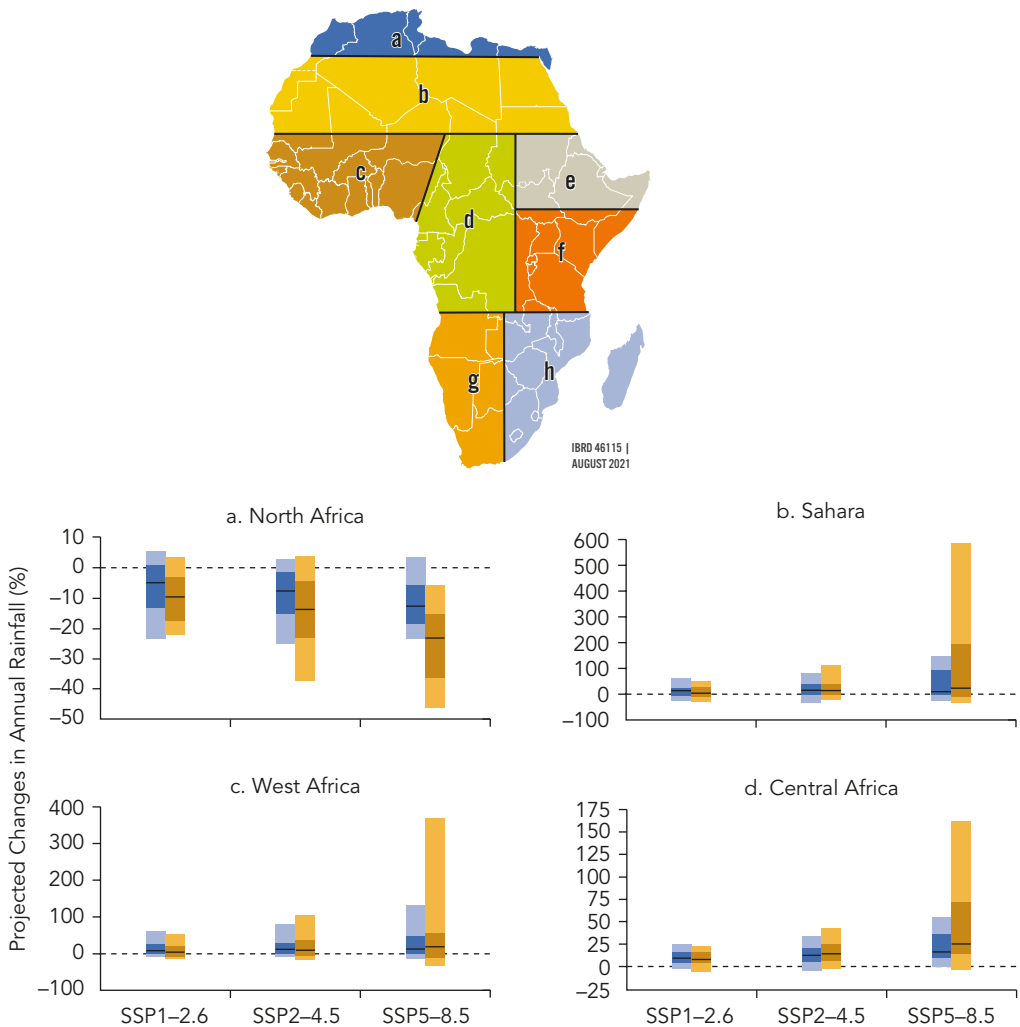 a
b
c
d
e
f
g
h
IBRD 46115 |
AUGUST 2021
Projected Changes in Annual Rainfall (%)
a. North Africa
10
0
–10
–20
–30
–40
–50
b. Sahara
600
500
400
300
200
100
0
–100
c. West Africa
400
300
200
100
0
–100
SSP1–2.6 SSP2–4.5 SSP5–8.5
d. Central Africa
175
125
100
75
50
25
0
–25
SSP1–2.6 SSP2–4.5 SSP5–8.5